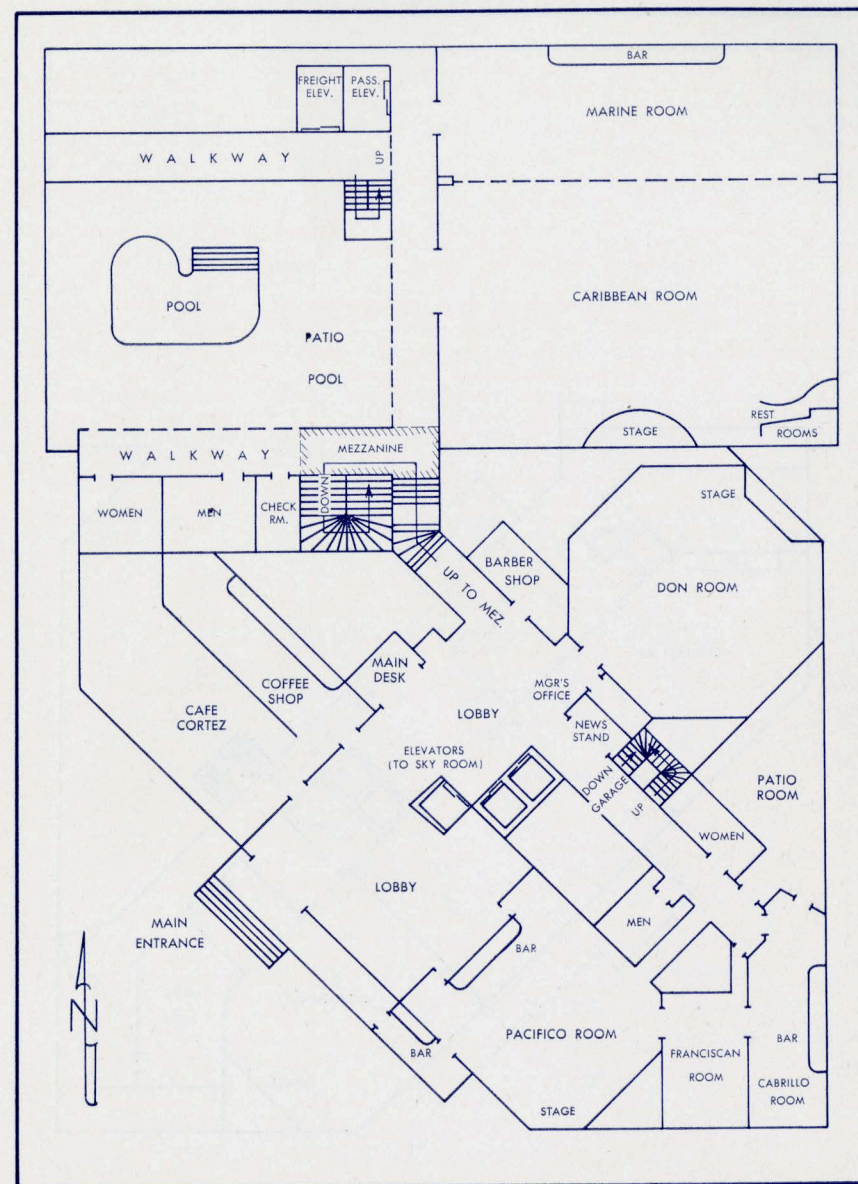 BAR
FREIGHT
ELEV.
PASS.
ELEV.
MARINE ROOM
WALKWAY
UP
CARIBBEAN ROOM
POOL
PATIO
POOL
REST
ROOMS
STAGE
WALKWAY
MEZZANINE
DOWN
WOMEN
MEN
CHECK
RM.
STAGE
BARBER
SHOP
UP TO MEZ.
DON ROOM
MAIN
DESK
COFFEE
SHOP
CAFE
CORTEZ
MGR'S
OFFICE
LOBBY
NEWS
STAND
ELEVATORS
(TO SKY ROOM)
DOWN
GARAGE
UP
PATIO
ROOM
WOMEN
LOBBY
MAIN
ENTRANCE
MEN
BAR
N
PACIFICO ROOM
BAR
BAR
FRANCISCAN
ROOM
CABRILLO
ROOM
STAGE